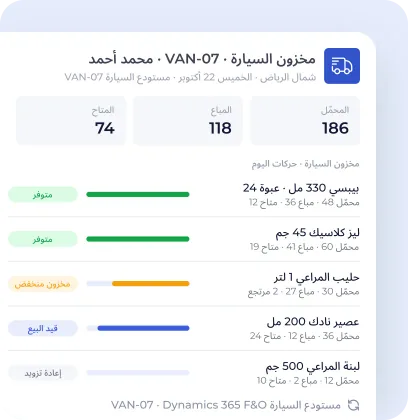 مخزون السيارة · VAN-07 · محمد أحمد
شمال الرياض · الخميس 22 أكتوبر · مستودع السيارة VAN-07
المحمّل
186
المباع
118
المتاح
74
مخزون السيارة · حركات اليوم
بيبسي 330 مل · عبوة 24
محمّل 48 · مباع 36 · متاح 12
متوفر
ليز كلاسيك 45 جم
محمّل 60 · مباع 41 · متاح 19
متوفر
حليب المراعي 1 لتر
محمّل 30 · مباع 27 · 2 مرتجع
مخزون منخفض
عصير نادك 200 مل
محمّل 36 · مباع 12 · متاح 24
قيد البيع
لبنة المراعي 500 جم
محمّل 12 · مباع 2 · متاح 10
إعادة تزويد
مستودع السيارة VAN-07 · Dynamics 365 F&O